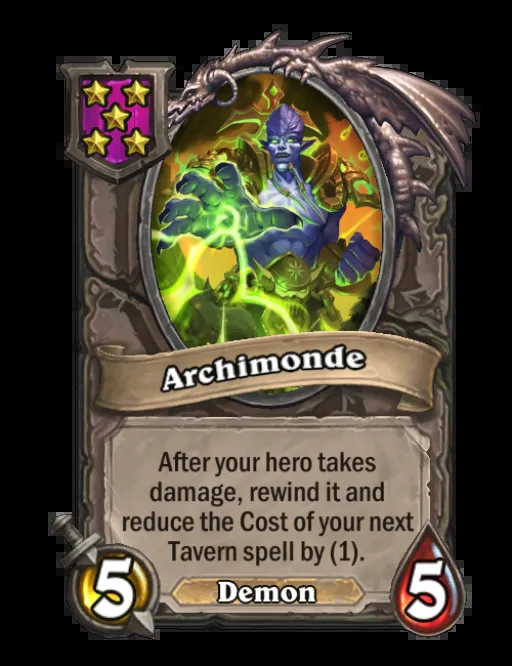 Archimonde
After your hero takes
damage, rewind it and
reduce the Cost of your next
Tavern spell by (1).
5
Demon
5